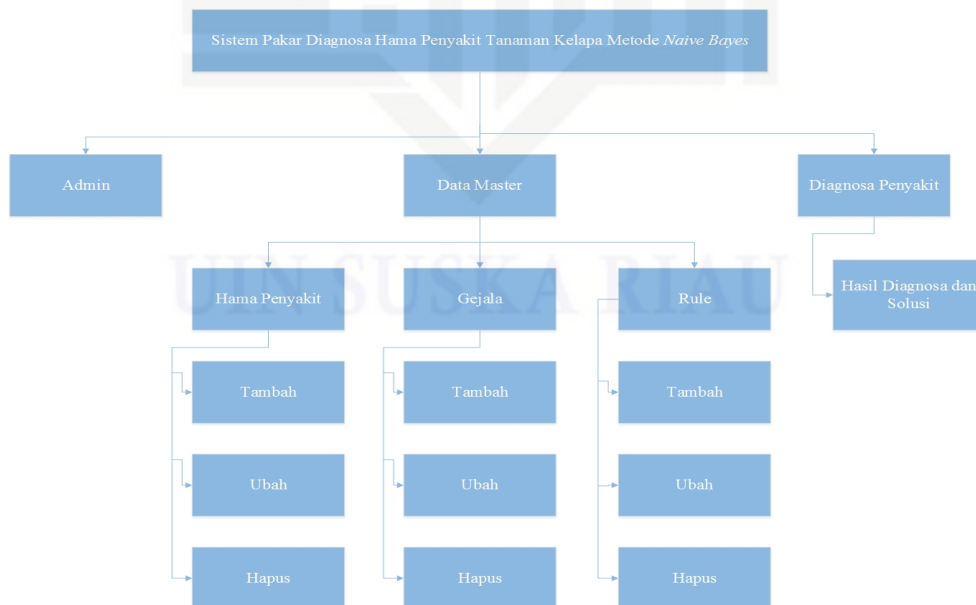 Sistem Pakar Diagnosa Hama Penyakit Tanaman Kelapa Metode Naive Bayes
Admin
Data Master
Diagnosa Penyakit
UIN SUSKA RIAU
Hama Penyakit
Gejala
Rule
Hasil Diagnosa dan
Solusi
Tambah
Tambah
Tambah
Ubah
Ubah
Ubah
Hapus
Hapus
Hapus